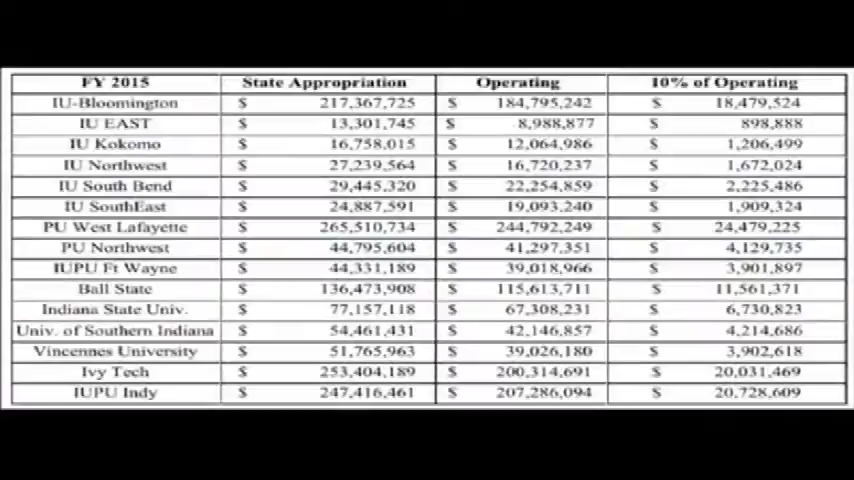 FY 2015 State Appropriation Operating 10% of Operating
IU-Bloomington $ 217,367,725 $ 184,795,242 $ 18,479,524
IU EAST $ 13,301,745 $ 8,988,877 $ 898,888
IU Kokomo $ 16,758,015 $ 12,064,986 $ 1,206,499
IU Northwest $ 27,239,564 $ 16,720,237 $ 1,672,024
IU South Bend $ 29,445,320 $ 22,254,859 $ 2,225,486
IU SouthEast $ 24,887,591 $ 19,093,240 $ 1,909,324
PU West Lafayette $ 265,510,734 $ 244,792,249 $ 24,479,225
PU Northwest $ 44,795,604 $ 41,297,351 $ 4,129,735
IUPU Ft Wayne $ 44,331,189 $ 39,018,966 $ 3,901,897
Ball State $ 136,473,908 $ 115,613,711 $ 11,561,371
Indiana State Univ. $ 77,157,118 $ 67,308,231 $ 6,730,823
Univ. of Southern Indiana $ 54,461,431 $ 42,146,857 $ 4,214,686
Vincennes University $ 51,765,963 $ 39,026,180 $ 3,902,618
Ivy Tech $ 253,404,189 $ 200,314,691 $ 20,031,469
IUPU Indy $ 247,416,461 $ 207,286,094 $ 20,728,609